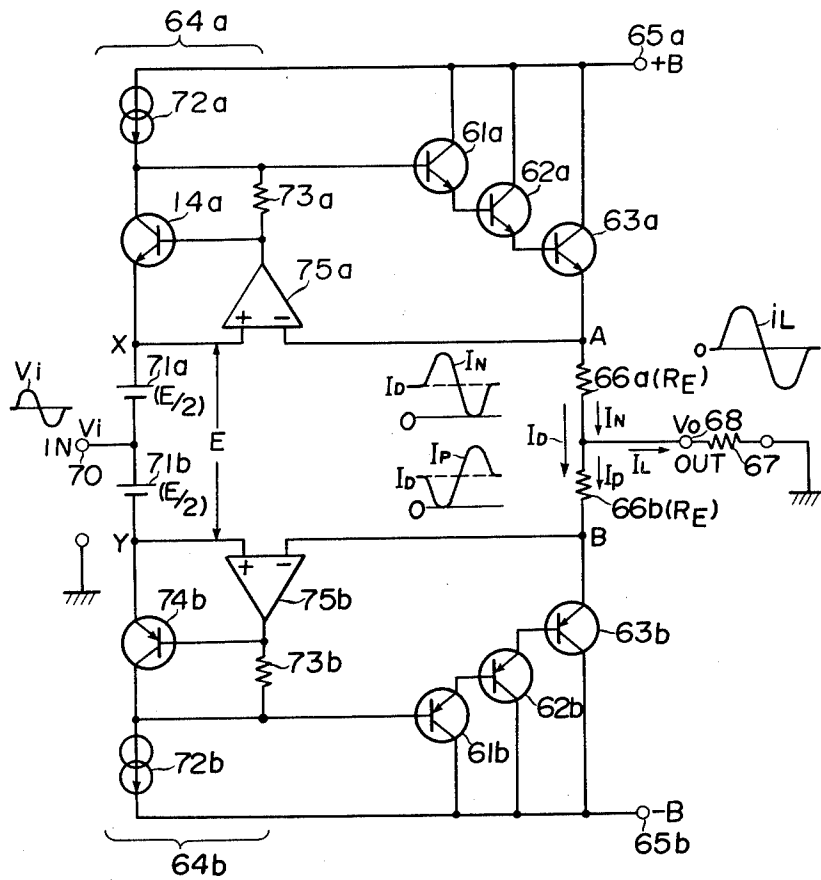 64a
65a
+B
72a
61a
62a
73a
14a
63a
75a
+ −
X
A
iL
0
Vi
71a
(E/2)
IN
ID
0
66a(RE)
E
ID
IN
Vo 68
Vi
IN
70
IP
ID
0
IL
OUT
67
71b
(E/2)
IP
66b(RE)
Y
B
+ −
74b
75b
63b
73b
62b
61b
72b
−B
65b
64b